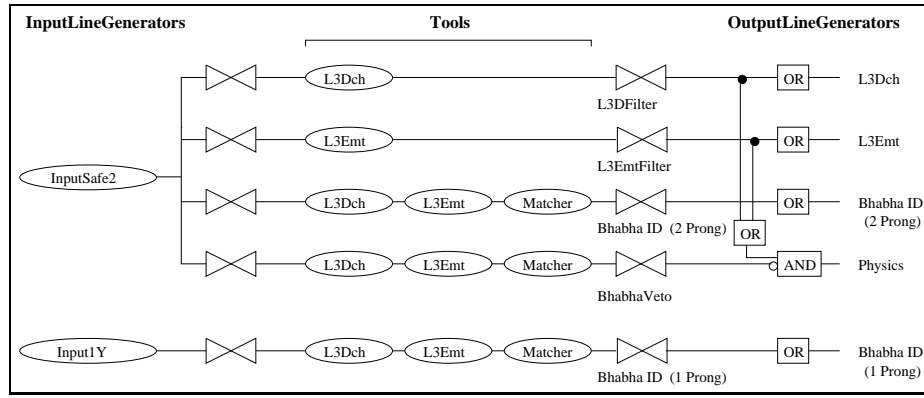 InputLineGenerators Tools OutputLineGenerators
L3Dch OR L3Dch
L3DFilter
L3Emt OR L3Emt
L3EmtFilter
InputSafe2
L3Dch L3Emt Matcher OR Bhabha ID
Bhabha ID (2 Prong) (2 Prong)
OR
L3Dch L3Emt Matcher AND Physics
BhabhaVeto
Input1Y L3Dch L3Emt Matcher OR Bhabha ID
Bhabha ID (1 Prong) (1 Prong)